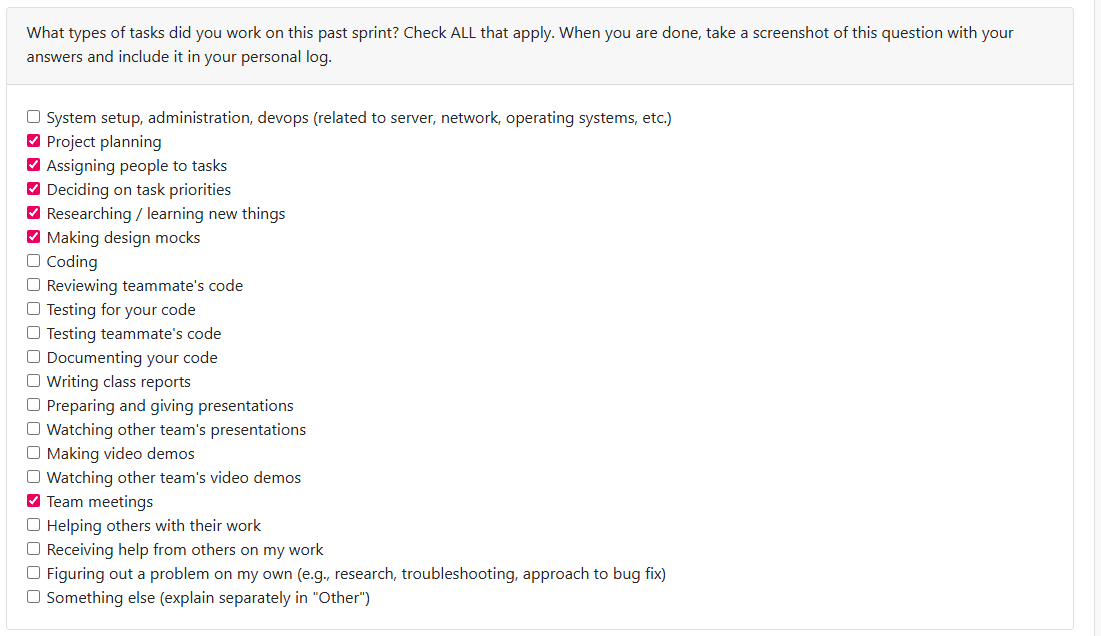 What types of tasks did you work on this past sprint? Check ALL that apply. When you are done, take a screenshot of this question with your
answers and include it in your personal log.
System setup, administration, devops (related to server, network, operating systems, etc.)
Project planning
Assigning people to tasks
Deciding on task priorities
Researching / learning new things
Making design mocks
Coding
Reviewing teammate's code
Testing for your code
Testing teammate's code
Documenting your code
Writing class reports
Preparing and giving presentations
Watching other team's presentations
Making video demos
Watching other team's video demos
Team meetings
Helping others with their work
Receiving help from others on my work
Figuring out a problem on my own (e.g., research, troubleshooting, approach to bug fix)
Something else (explain separately in "Other")